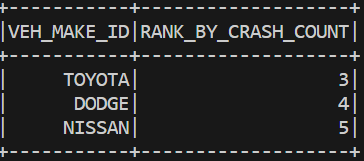 |VEH_MAKE_ID|RANK_BY_CRASH_COUNT|
|     TOYOTA|                  3|
|      DODGE|                  4|
|     NISSAN|                  5|